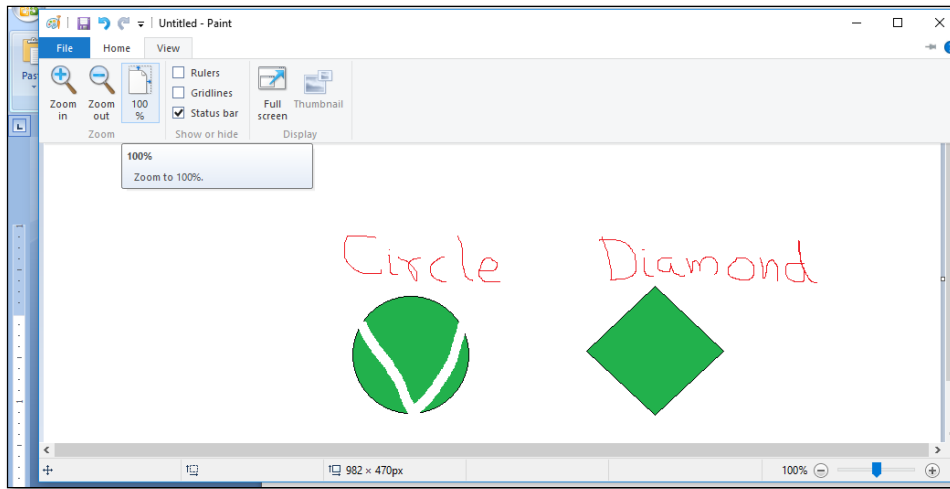 Untitled - Paint
File Home View
Pas
Zoom in
Zoom out
100 %
Rulers
Gridlines
Status bar
Full screen
Thumbnail
Zoom
Show or hide
Display
100%
Zoom to 100%.
Circle Diamond
982 × 470px
100%